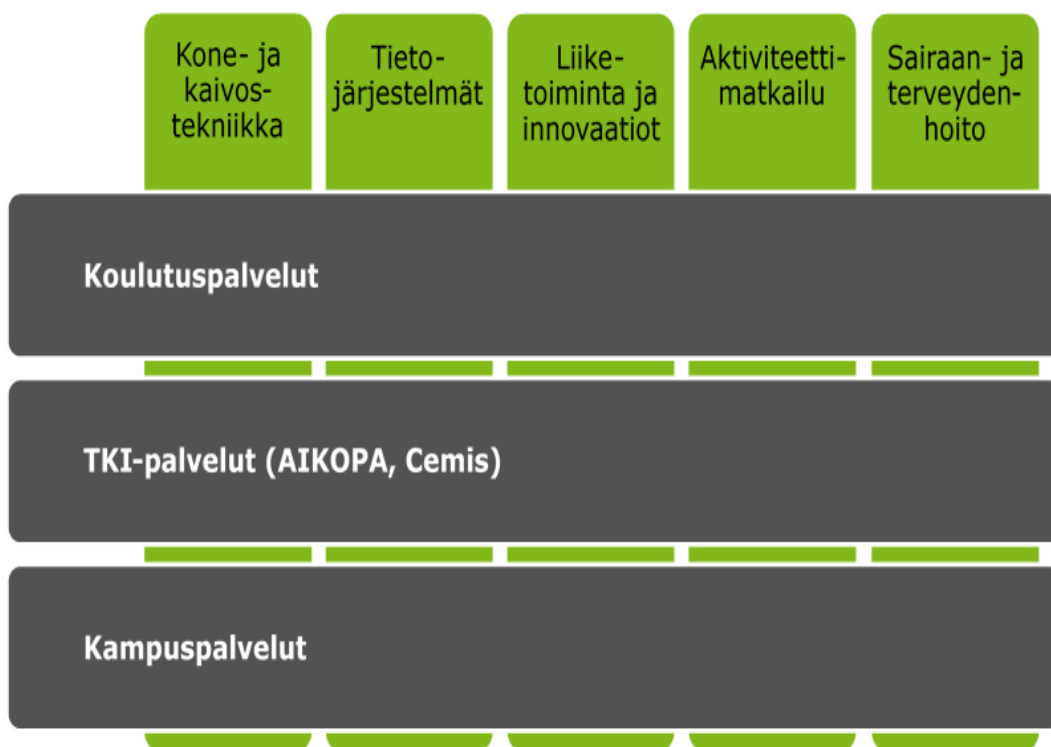 Kone- ja
kaivos-
tekniikka
Tieto-
järjestelmät
Liike-
toiminta ja
innovaatiot
Aktiviteetti-
matkailu
Sairaan- ja
terveyden-
hoito
Koulutuspalvelut
TKI-palvelut (AIKOPA, Cemis)
Kampuspalvelut